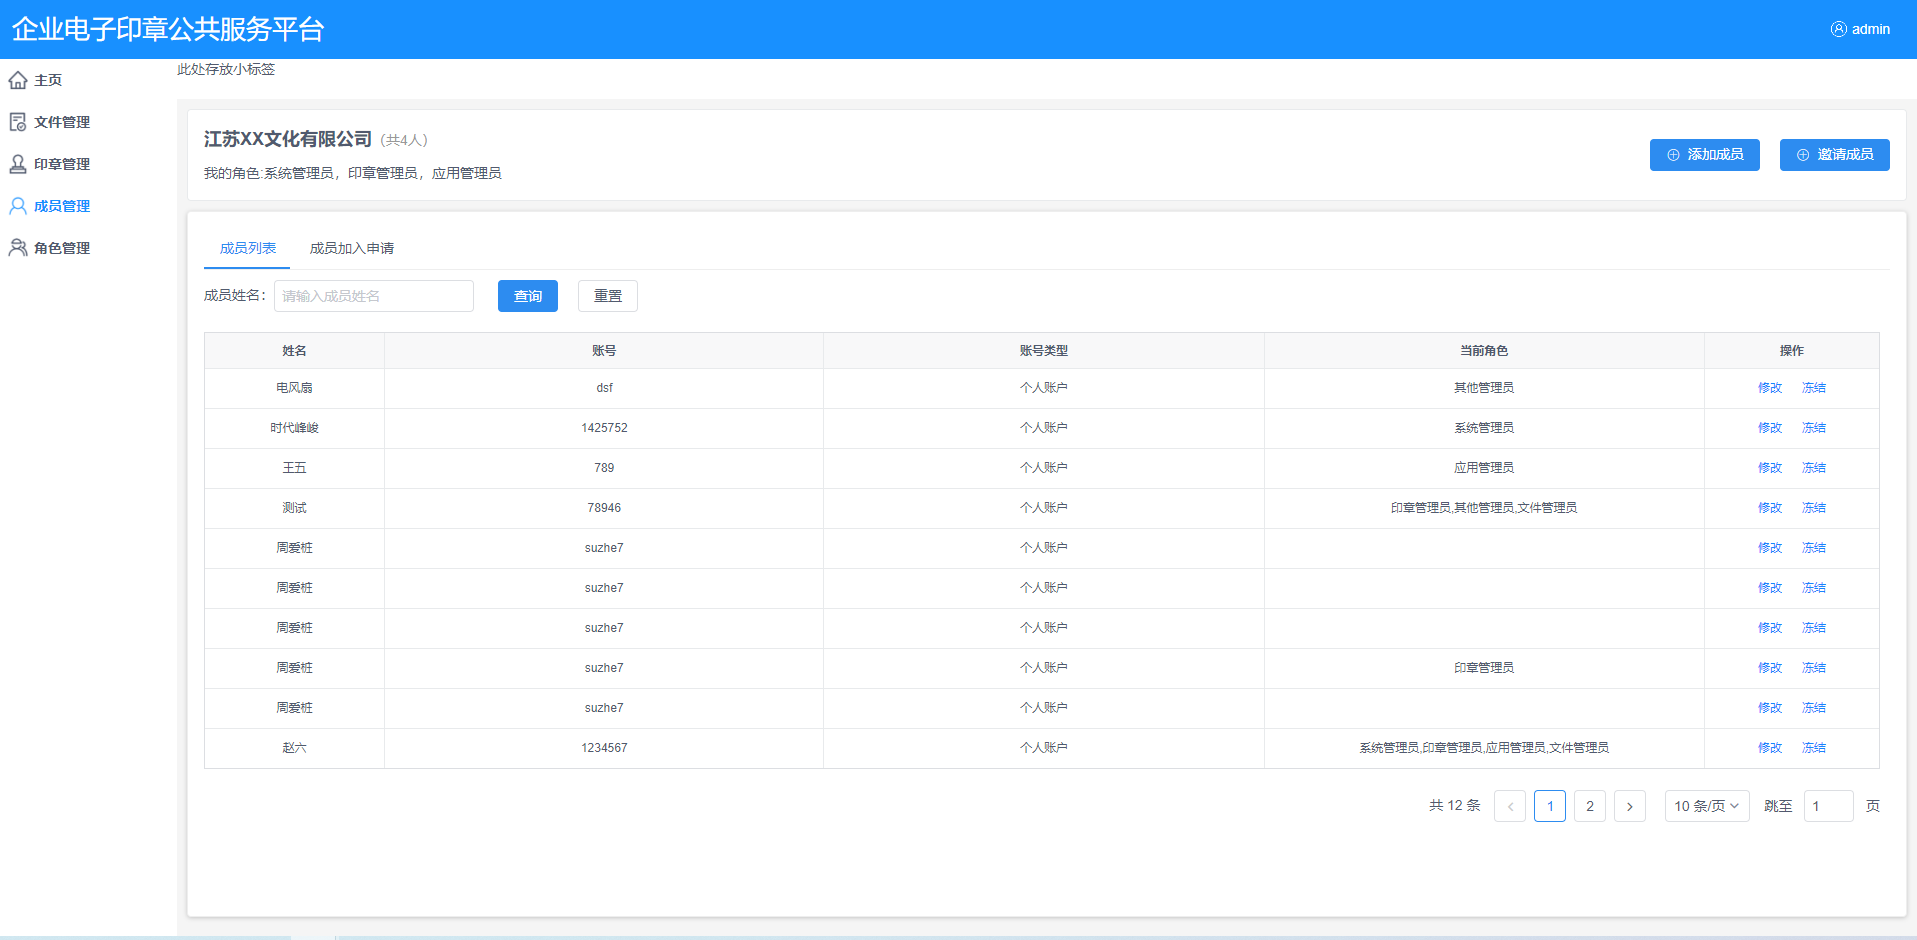 企业电子印章公共服务平台
admin
主页
文件管理
印章管理
成员管理
角色管理
此处存放小标签
江苏XX文化有限公司 (共4人)
我的角色:系统管理员，印章管理员，应用管理员
添加成员 邀请成员
成员列表 成员加入申请
成员姓名： 请输入成员姓名 查询 重置
姓名 账号 账号类型 当前角色 操作
电风扇 dsf 个人账户 其他管理员 修改 冻结
时代峰峻 1425752 个人账户 系统管理员 修改 冻结
王五 789 个人账户 应用管理员 修改 冻结
测试 78946 个人账户 印章管理员,其他管理员,文件管理员 修改 冻结
周爱桩 suzhe7 个人账户 修改 冻结
周爱桩 suzhe7 个人账户 修改 冻结
周爱桩 suzhe7 个人账户 修改 冻结
周爱桩 suzhe7 个人账户 印章管理员 修改 冻结
周爱桩 suzhe7 个人账户 修改 冻结
赵六 1234567 个人账户 系统管理员,印章管理员,应用管理员,文件管理员 修改 冻结
共 12 条 < 1 2 > 10 条/页 跳至 1 页